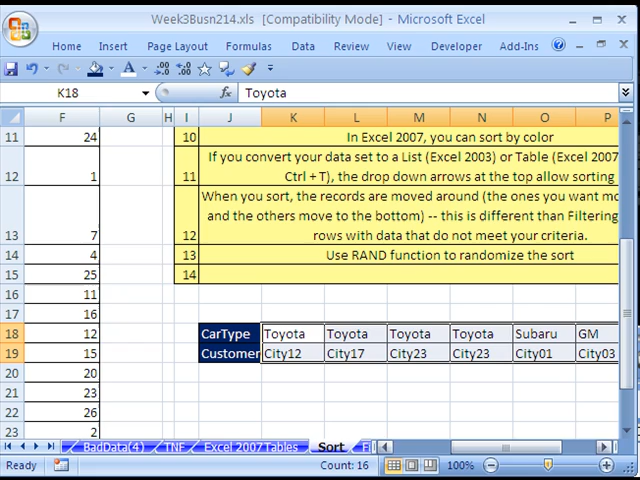 Week3Busn214.xls [Compatibility Mode] - Microsoft Excel
Home Insert Page Layout Formulas Data Review View Developer Add-Ins
K18 fx Toyota
F G H I J K L M N O P
11 24 10 In Excel 2007, you can sort by color
If you convert your data set to a List (Excel 2003) or Table (Excel 2007
12 1 11 Ctrl + T), the drop down arrows at the top allow sorting
When you sort, the records are moved around (the ones you want mo
and the others move to the bottom) -- this is different than Filtering
13 7 12 rows with data that do not meet your criteria.
14 4 13 Use RAND function to randomize the sort
15 25 14
16 11
17 16
18 12 CarType Toyota Toyota Toyota Toyota Subaru GM
19 15 Customer City12 City17 City23 City23 City01 City03
20 20
21 23
22 26
23 2
BadData(4) TNF Excel 2007Tables Sort F
Ready Count: 16 100%